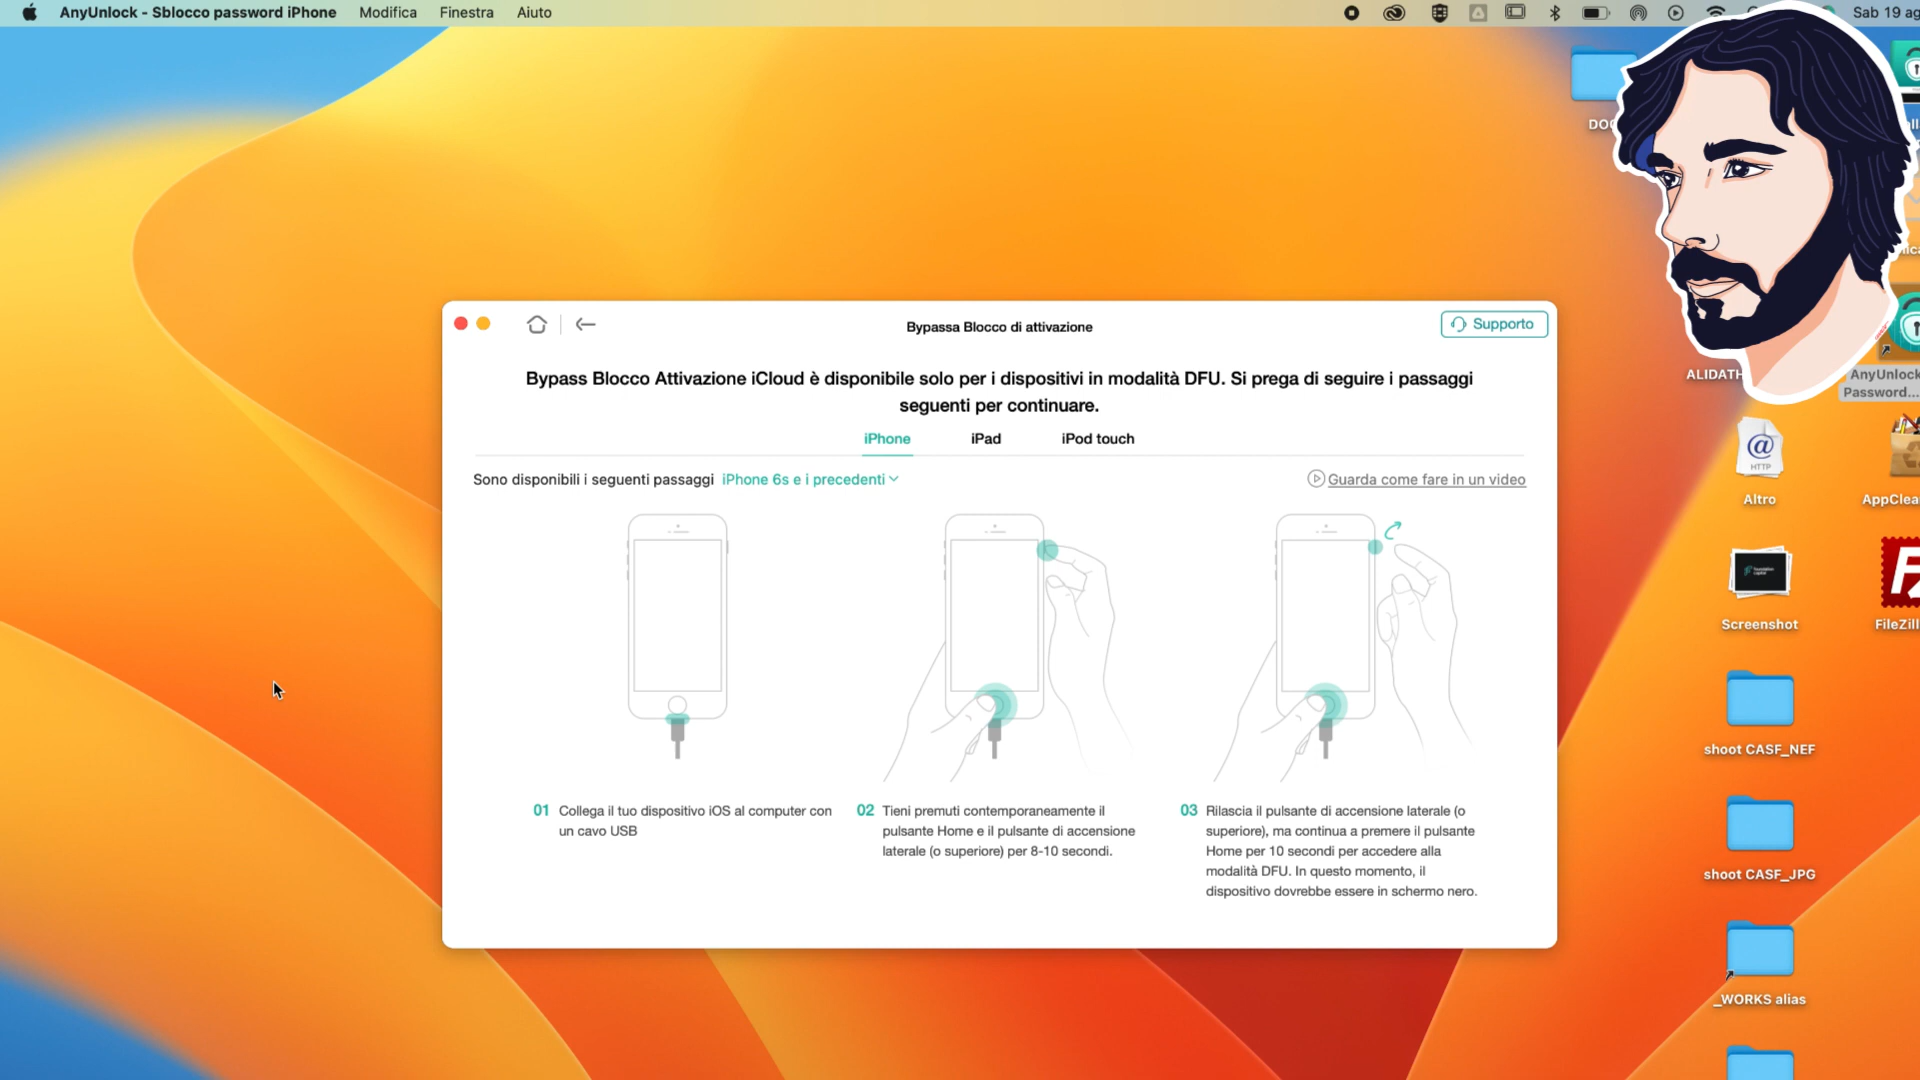 AnyUnlock - Sblocco password iPhone Modifica Finestra Aiuto
Sab 19 ag
Bypassa Blocco di attivazione
Supporto
Bypass Blocco Attivazione iCloud è disponibile solo per i dispositivi in modalità DFU. Si prega di seguire i passaggi
seguenti per continuare.
iPhone iPad iPod touch
Sono disponibili i seguenti passaggi iPhone 6s e i precedenti
Guarda come fare in un video
01 Collega il tuo dispositivo iOS al computer con
un cavo USB
02 Tieni premuti contemporaneamente il
pulsante Home e il pulsante di accensione
laterale (o superiore) per 8-10 secondi.
03 Rilascia il pulsante di accensione laterale (o
superiore), ma continua a premere il pulsante
Home per 10 secondi per accedere alla
modalità DFU. In questo momento, il
dispositivo dovrebbe essere in schermo nero.
ALIDATH
AnyUnlock
Password...
@
HTTP
Altro
AppClea
Screenshot
FileZill
shoot CASF_NEF
shoot CASF_JPG
_WORKS alias